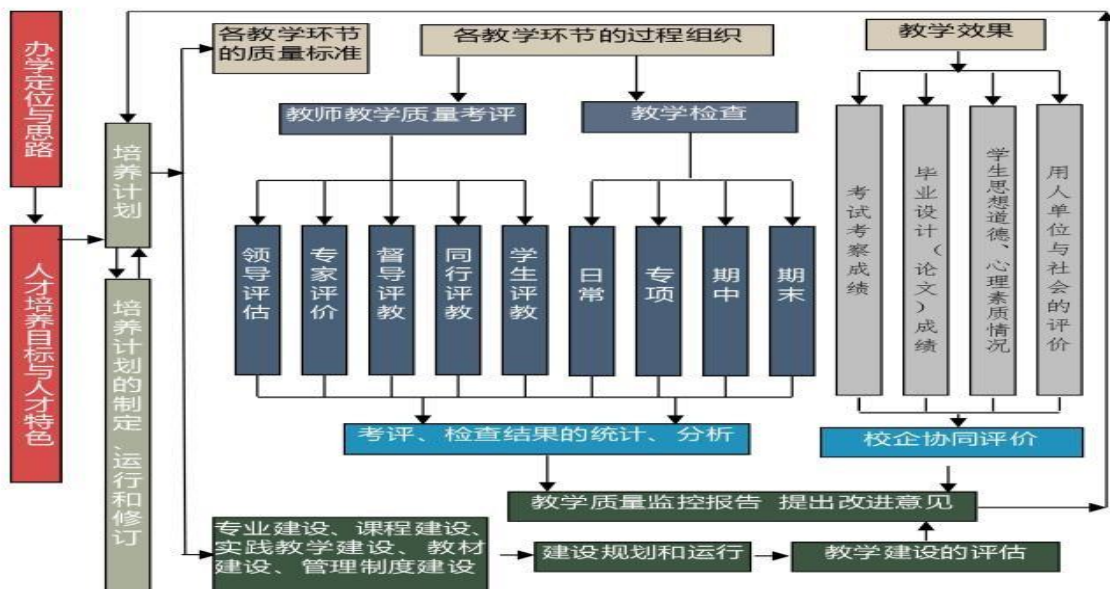 办学定位与思路
人才培养目标与人才特色
培养计划
培养计划的制定
、运行和修订
各教学环节
的质量标准
各教学环节的过程组织
教学效果
教师教学质量考评
教学检查
领导评估
专家评价
督导评教
同行评教
学生评教
日常
专项
期中
期末
考试考察成绩
毕业设计(论文)成绩
学生思想道德、心理素质情况
用人单位与社会的评价
考评、检查结果的统计、分析
校企协同评价
教学质量监控报告 提出改进意见
专业建设、课程建设、
实践教学建设、教材
建设、管理制度建设
建设规划和运行
教学建设的评估